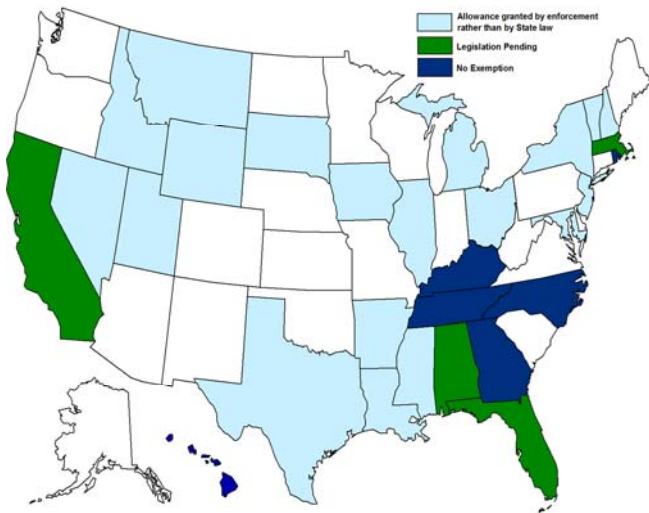 Allowance granted by enforcement
rather than by State law
Legislation Pending
No Exemption